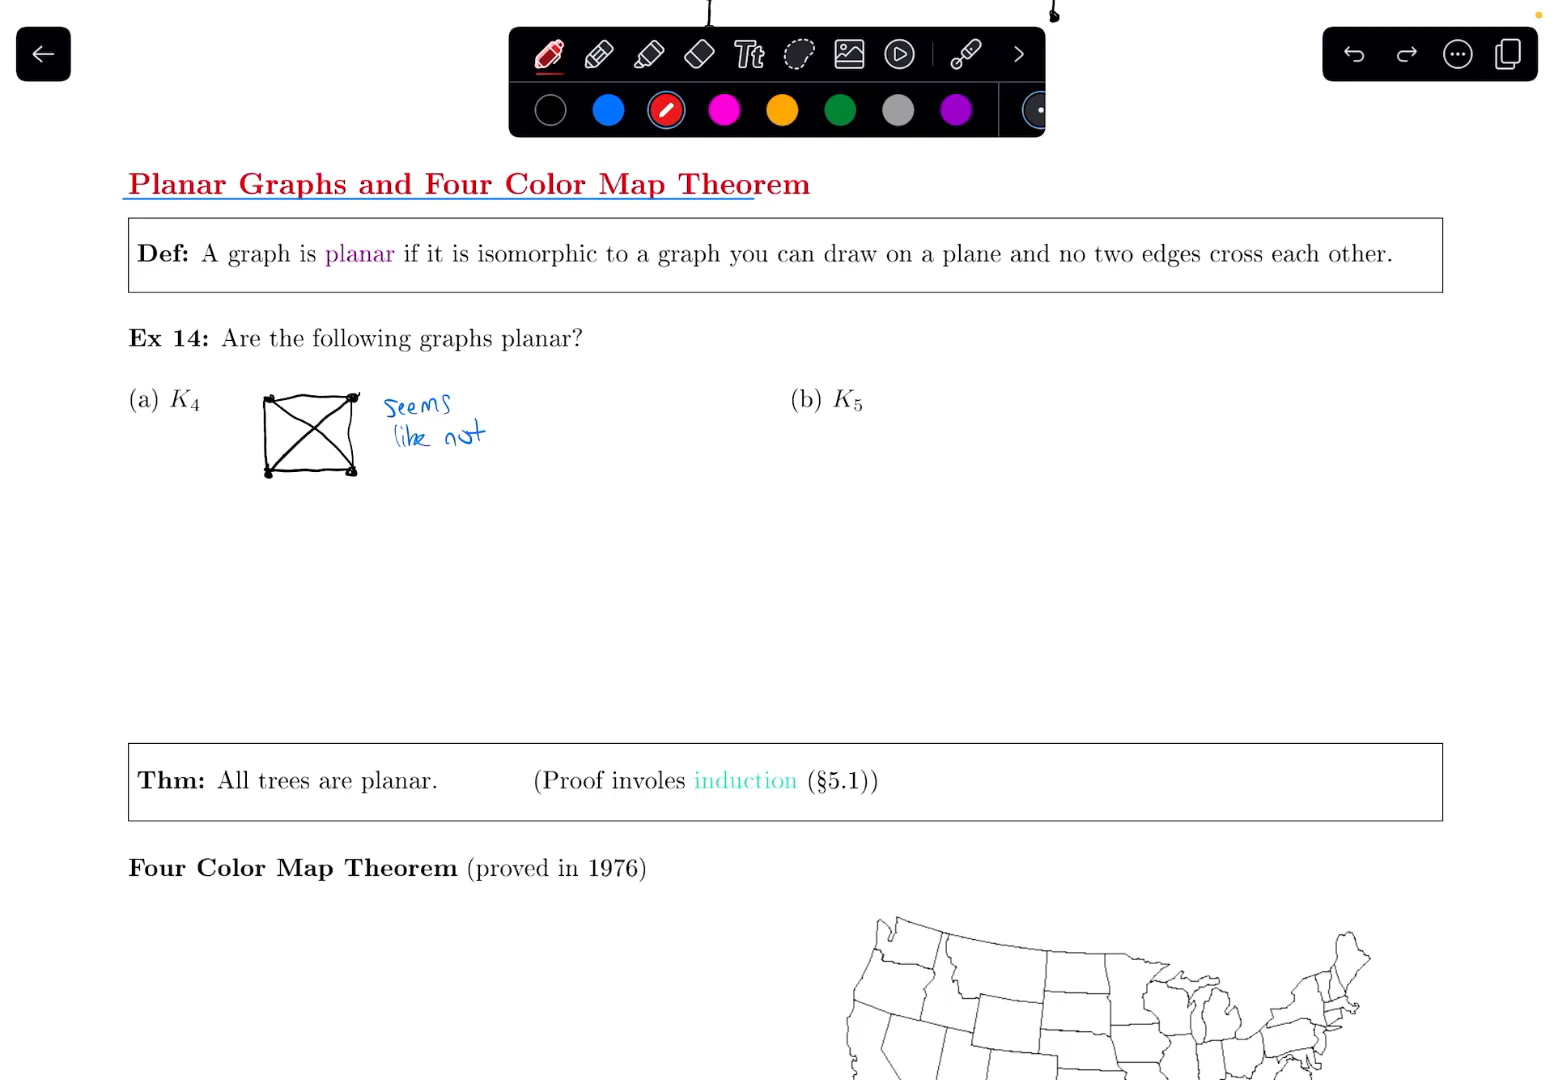 Tt
Planar Graphs and Four Color Map Theorem
Def: A graph is planar if it is isomorphic to a graph you can draw on a plane and no two edges cross each other.
Ex 14: Are the following graphs planar?
(a) K₄
seems
like not
(b) K₅
Thm: All trees are planar. (Proof involes induction (§5.1))
Four Color Map Theorem (proved in 1976)